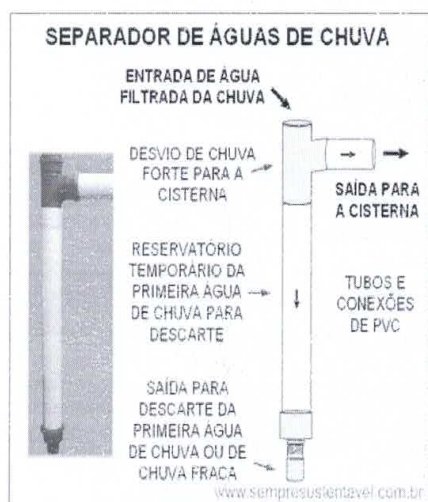 SEPARADOR DE ÁGUAS DE CHUVA
ENTRADA DE ÁGUA
FILTRADA DA CHUVA
DESVIO DE CHUVA
FORTE PARA A
CISTERNA
SAÍDA PARA
A CISTERNA
RESERVATÓRIO
TEMPORÁRIO DA
PRIMEIRA ÁGUA
DE CHUVA PARA
DESCARTE
TUBOS E
CONEXÕES
DE PVC
SAÍDA PARA
DESCARTE DA
PRIMEIRA ÁGUA
DE CHUVA OU DE
CHUVA FRACA
www.sempresustentavel.com.br